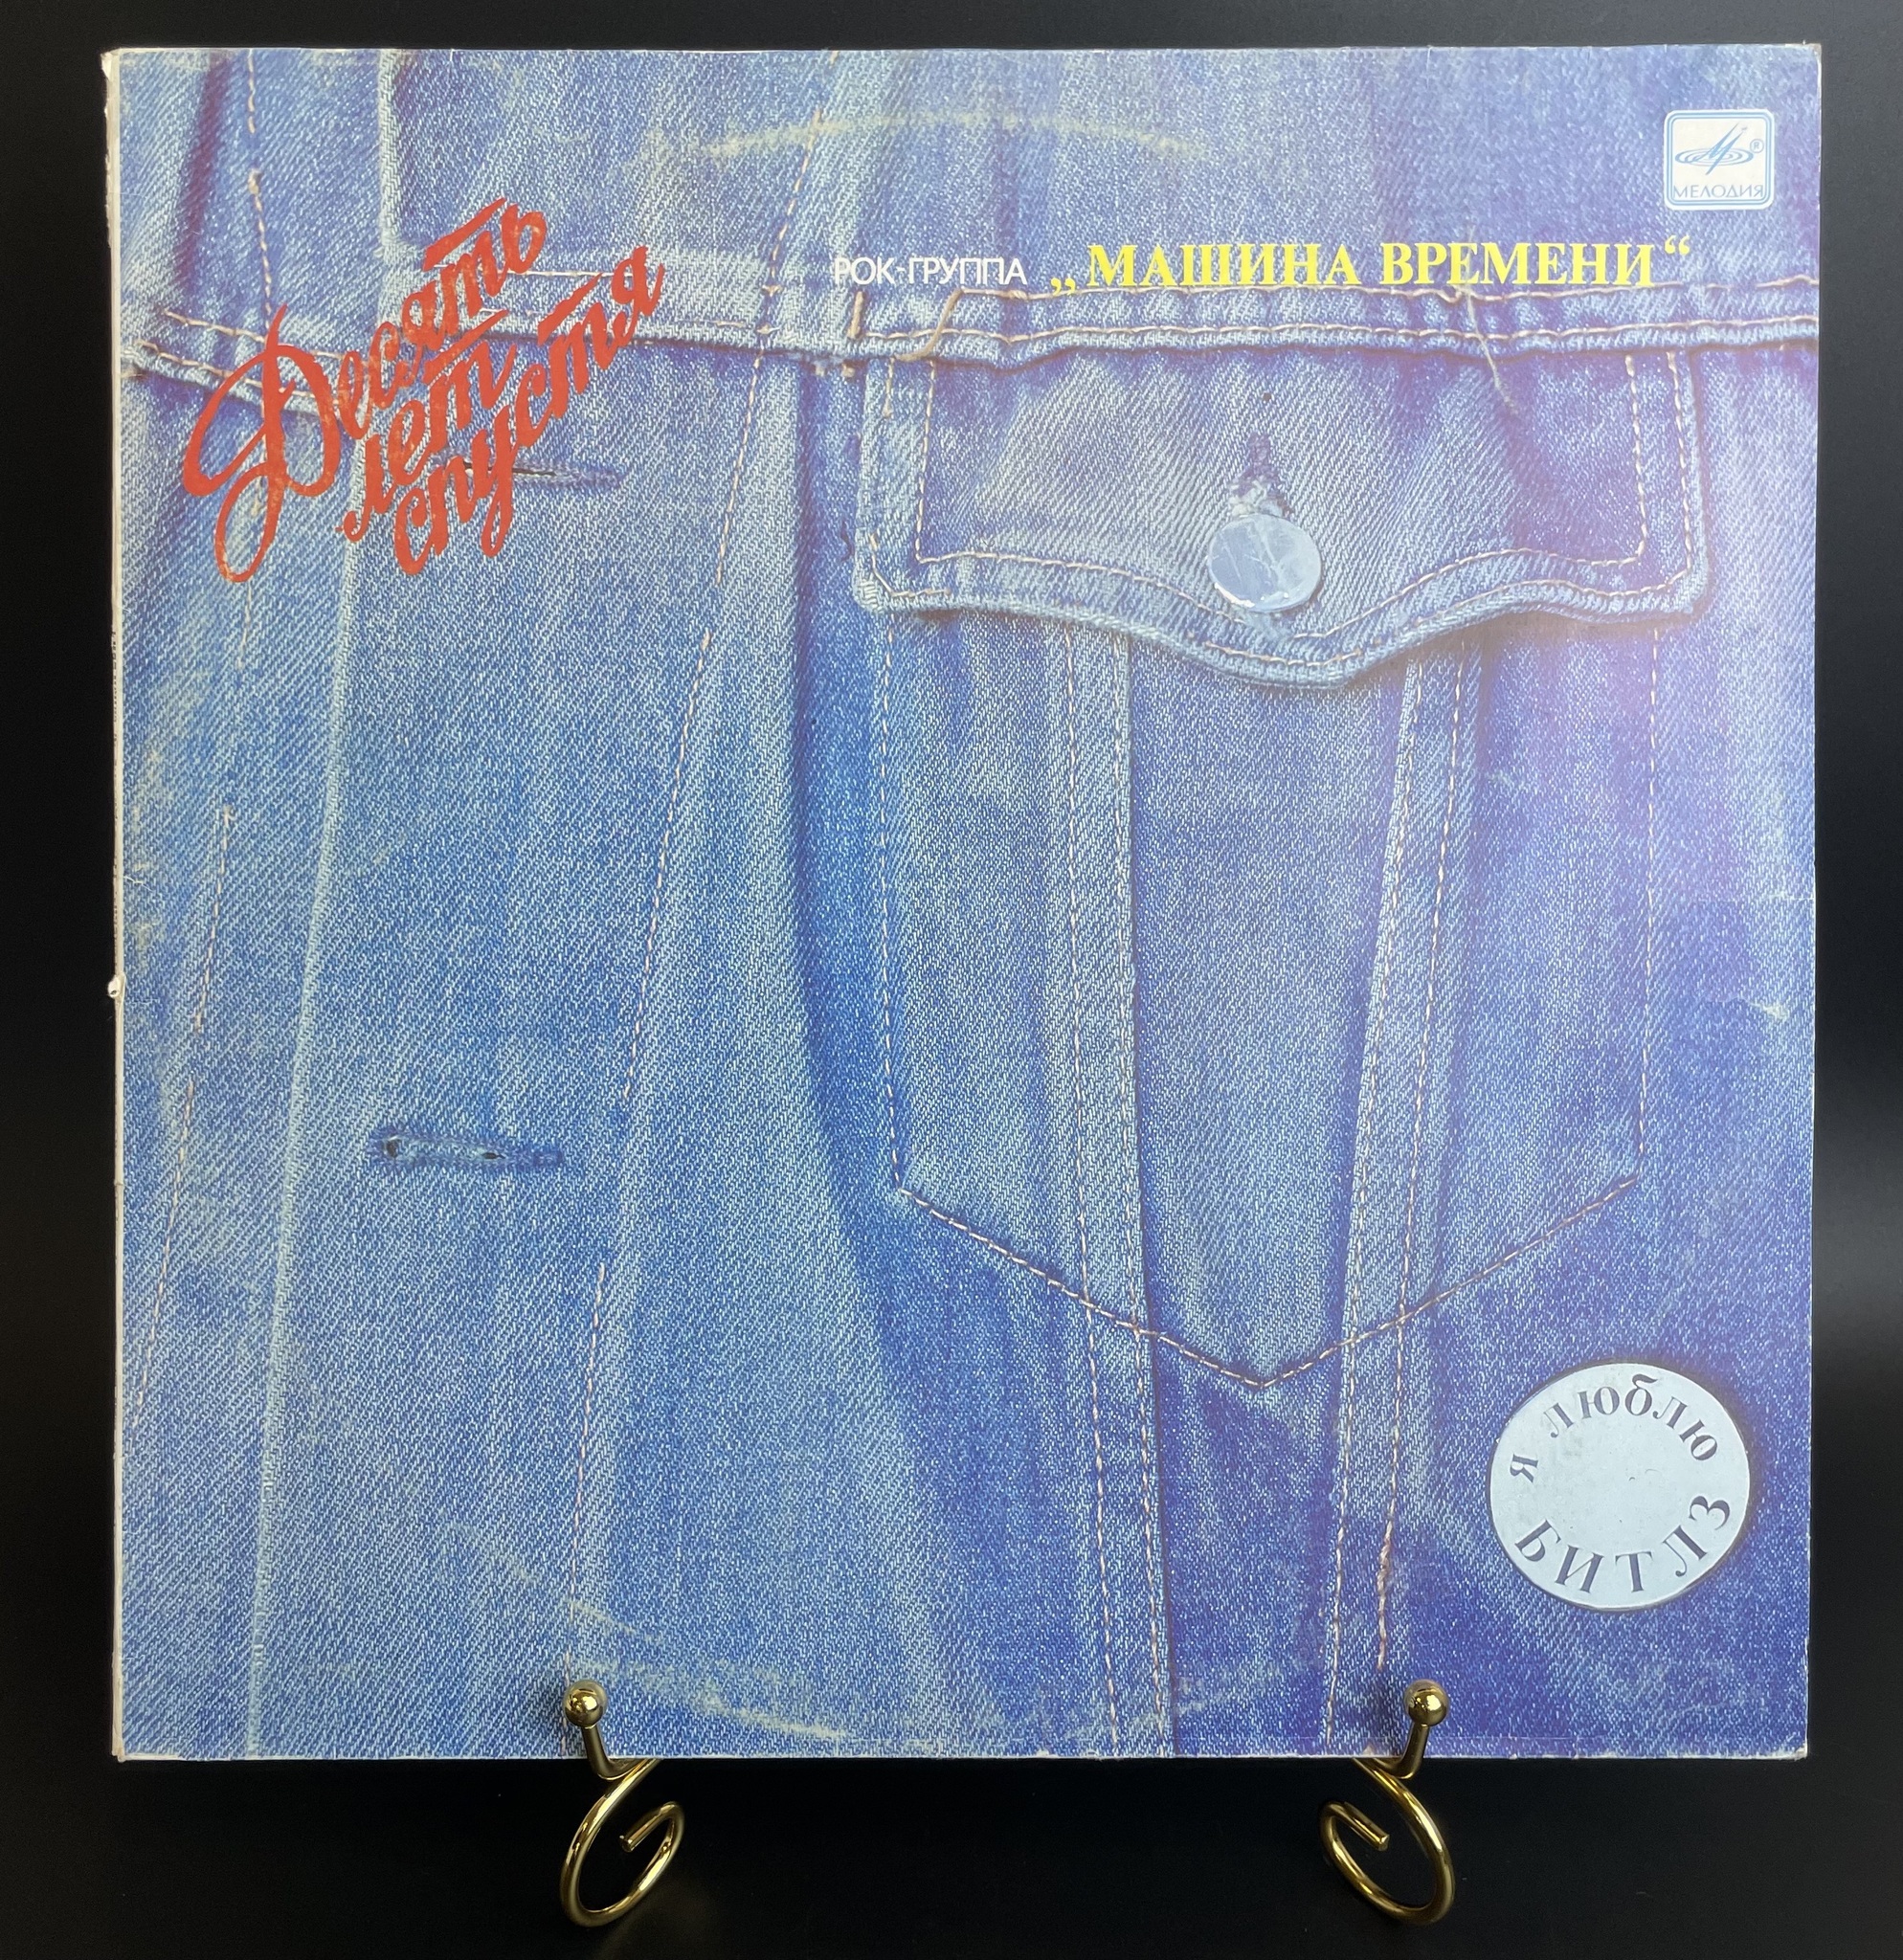 МЕЛОДИЯ
Десять
лет
спустя
РОК-ГРУППА „МАШИНА ВРЕМЕНИ“
Я ЛЮБЛЮ
БИТЛЗ